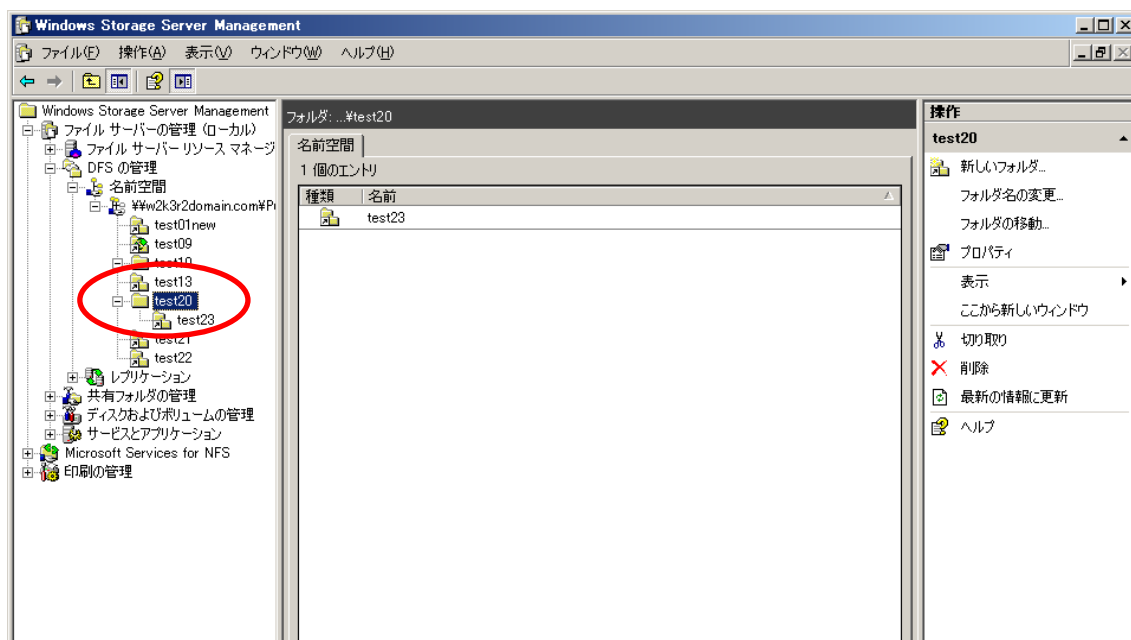 Windows Storage Server Management
ファイル(F) 操作(A) 表示(V) ウィンドウ(W) ヘルプ(H)
Windows Storage Server Management
ファイル サーバーの管理 (ローカル)
ファイル サーバー リソース マネージ
DFS の管理
名前空間
¥¥w2k3r2domain.com¥P
test01new
test09
test10
test13
test20
test23
test21
test22
レプリケーション
共有フォルダの管理
ディスクおよびボリュームの管理
サービスとアプリケーション
Microsoft Services for NFS
印刷の管理
フォルダ: ...¥test20
名前空間
1 個のエントリ
種類 名前
test23
操作
test20
新しいフォルダ...
フォルダ名の変更...
フォルダの移動...
プロパティ
表示
ここから新しいウィンドウ
切り取り
削除
最新の情報に更新
ヘルプ